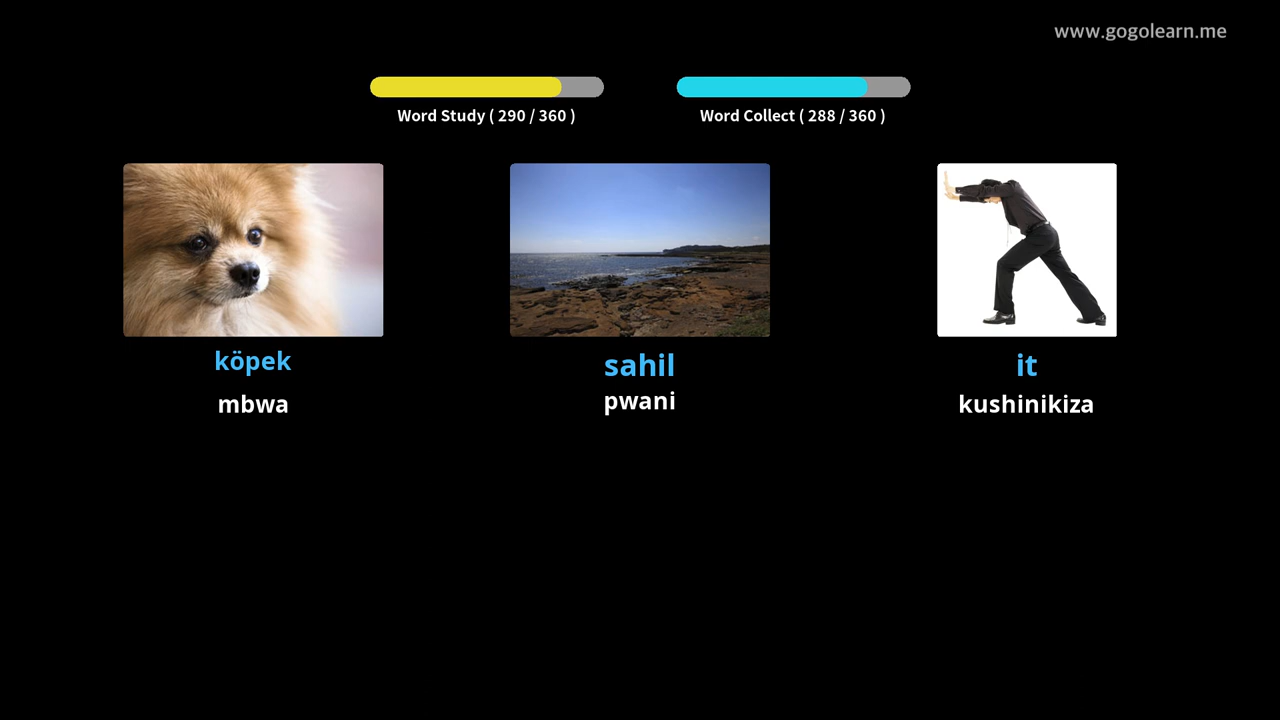 www.gogolearn.me
Word Study ( 290 / 360 )
Word Collect ( 288 / 360 )
köpek
mbwa
sahil
pwani
it
kushinikiza